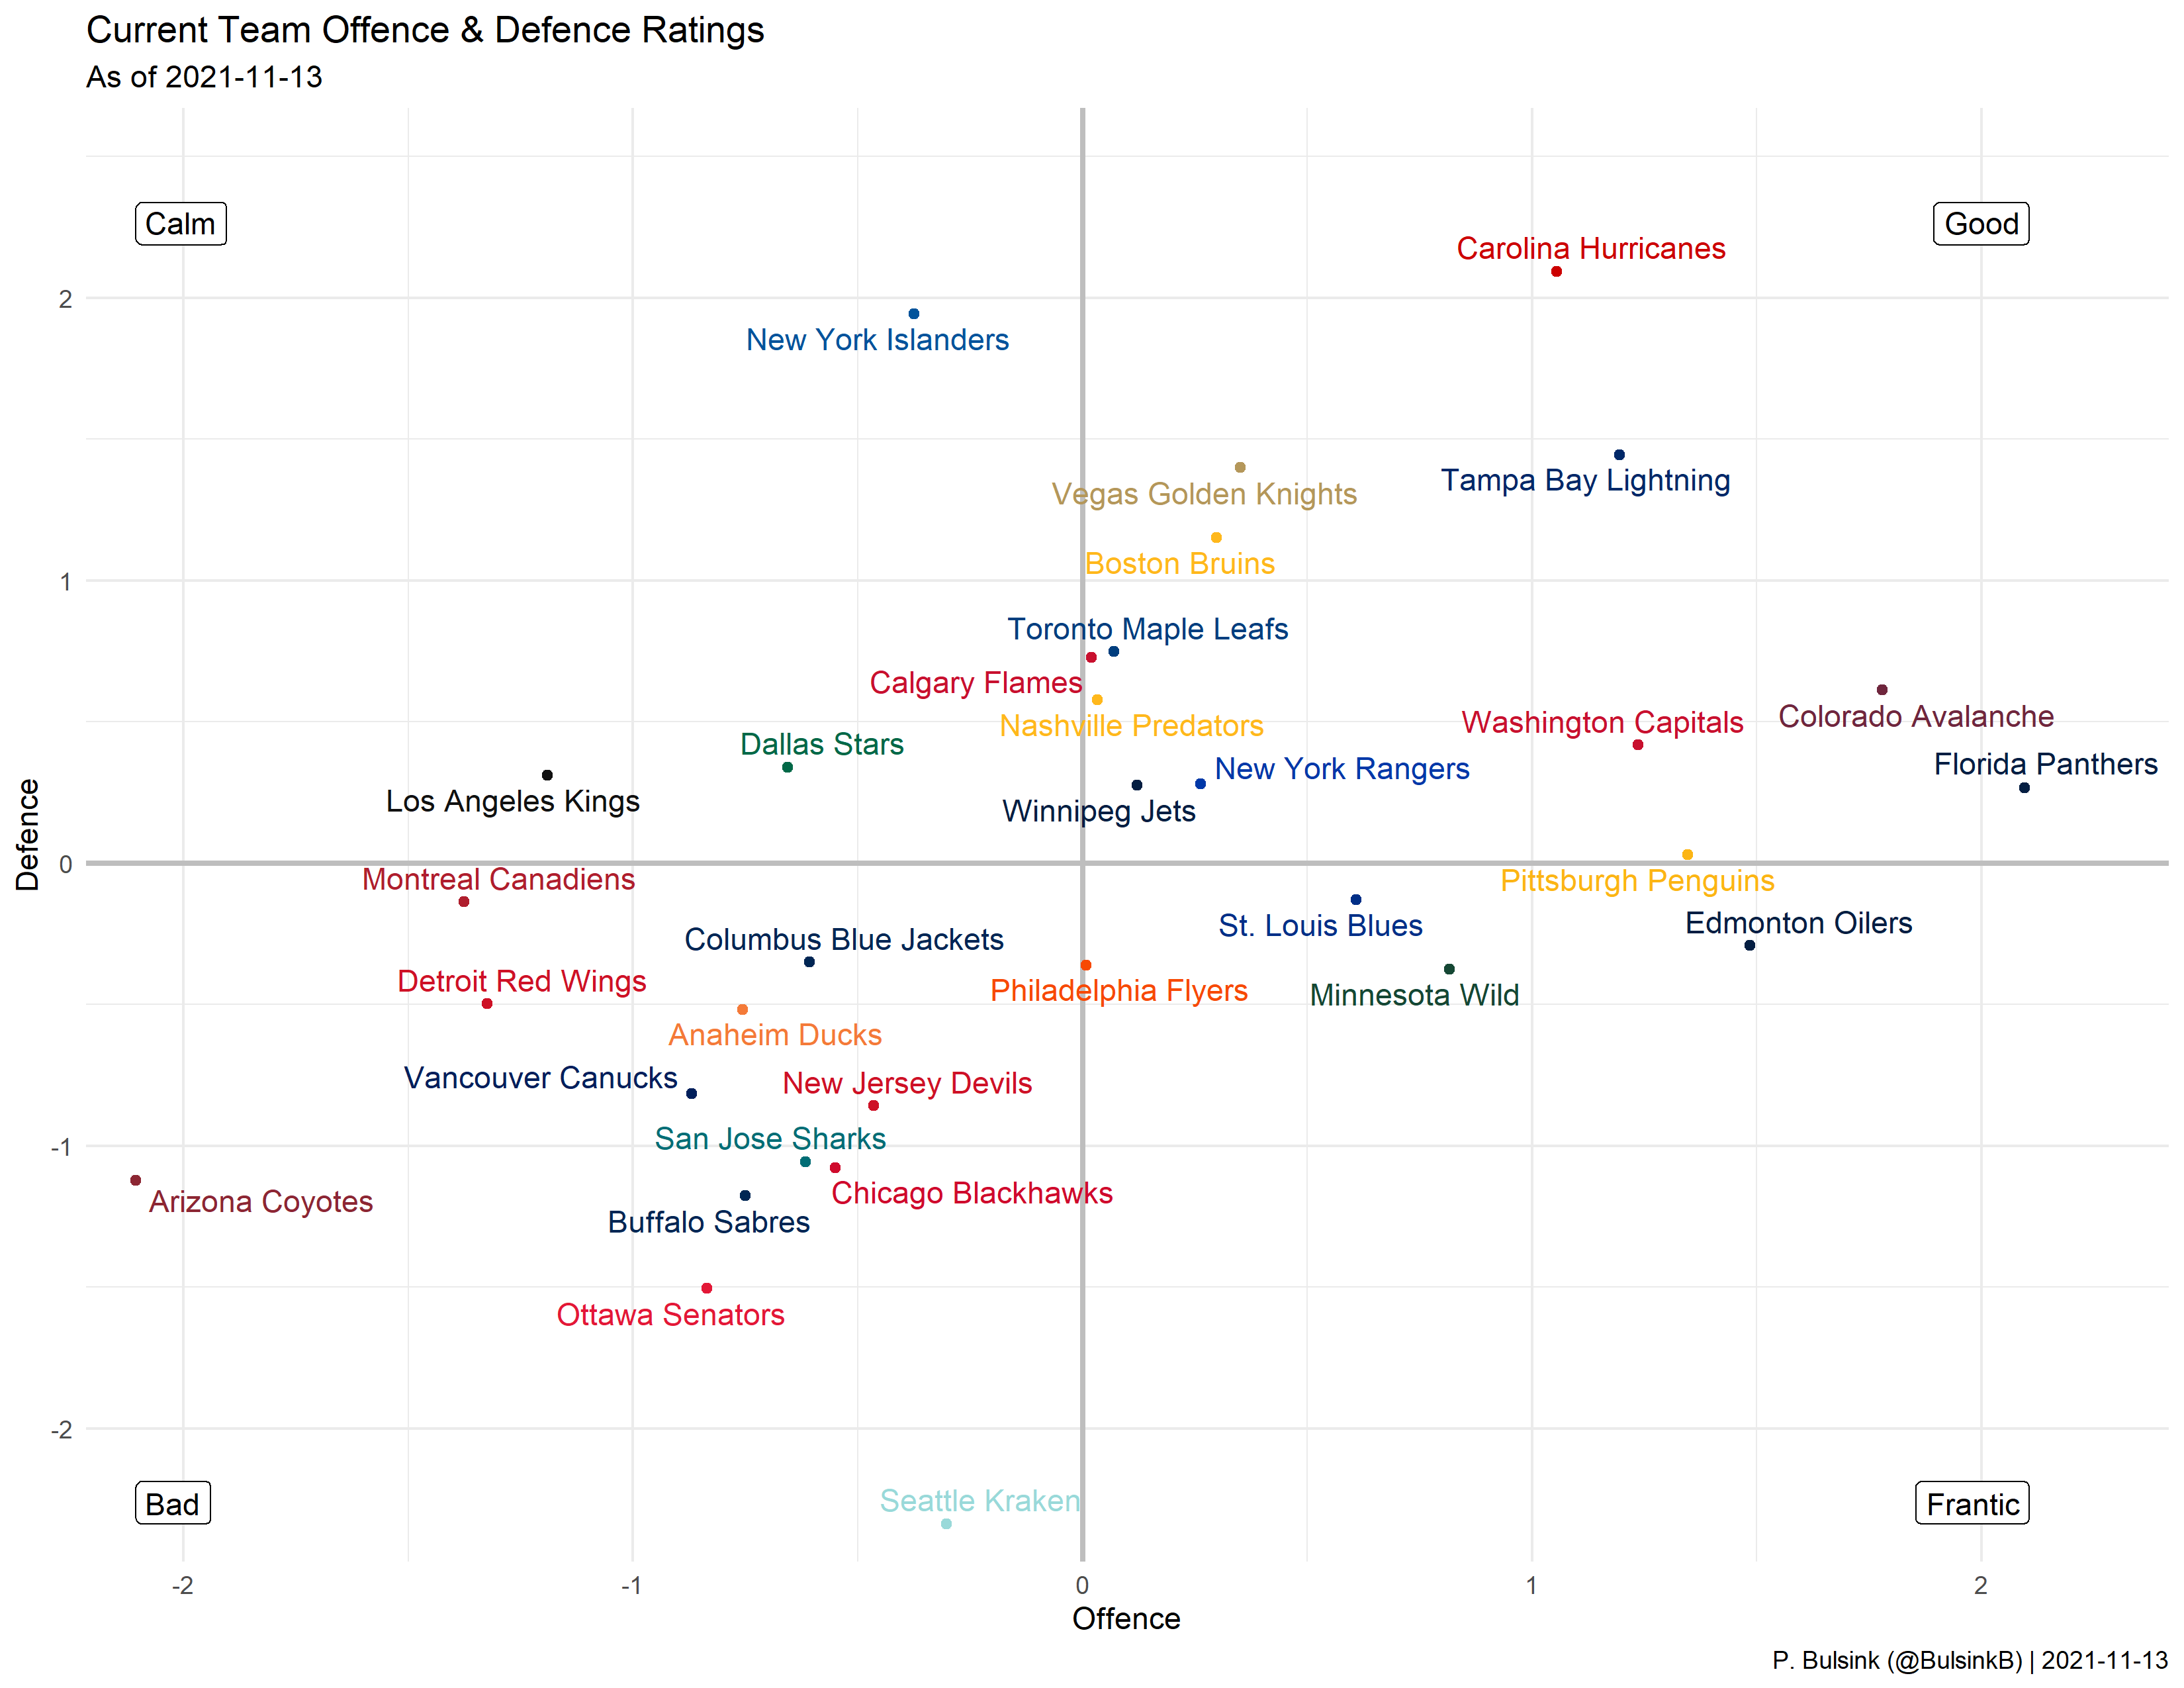 Current Team Offence & Defence Ratings
As of 2021-11-13
Calm
Good
Carolina Hurricanes
2
New York Islanders
Tampa Bay Lightning
Vegas Golden Knights
Boston Bruins
1
Toronto Maple Leafs
Calgary Flames
Nashville Predators
Washington Capitals
Colorado Avalanche
Dallas Stars
Florida Panthers
New York Rangers
Los Angeles Kings
Winnipeg Jets
Defence
0
Montreal Canadiens
Pittsburgh Penguins
St. Louis Blues
Edmonton Oilers
Columbus Blue Jackets
Detroit Red Wings
Philadelphia Flyers
Minnesota Wild
Anaheim Ducks
Vancouver Canucks
New Jersey Devils
San Jose Sharks
-1
Arizona Coyotes
Chicago Blackhawks
Buffalo Sabres
Ottawa Senators
-2
Seattle Kraken
Bad
Frantic
-2
-1
0
1
2
Offence
P. Bulsink (@BulsinkB) | 2021-11-13